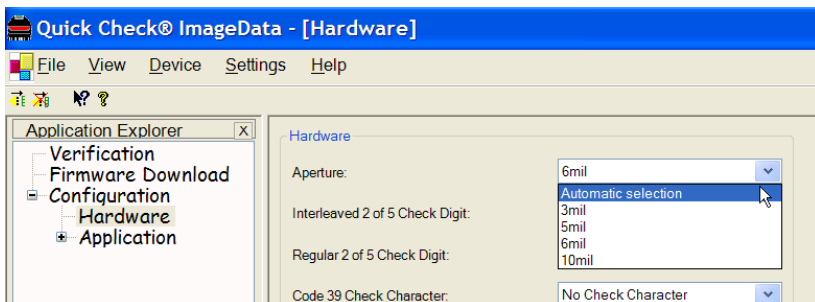 Quick Check® ImageData - [Hardware]
File View Device Settings Help
Application Explorer X
Verification
Firmware Download
Configuration
Hardware
Application
Hardware
Aperture: 6mil
Automatic selection
3mil
Interleaved 2 of 5 Check Digit:
5mil
6mil
Regular 2 of 5 Check Digit:
10mil
Code 39 Check Character: No Check Character